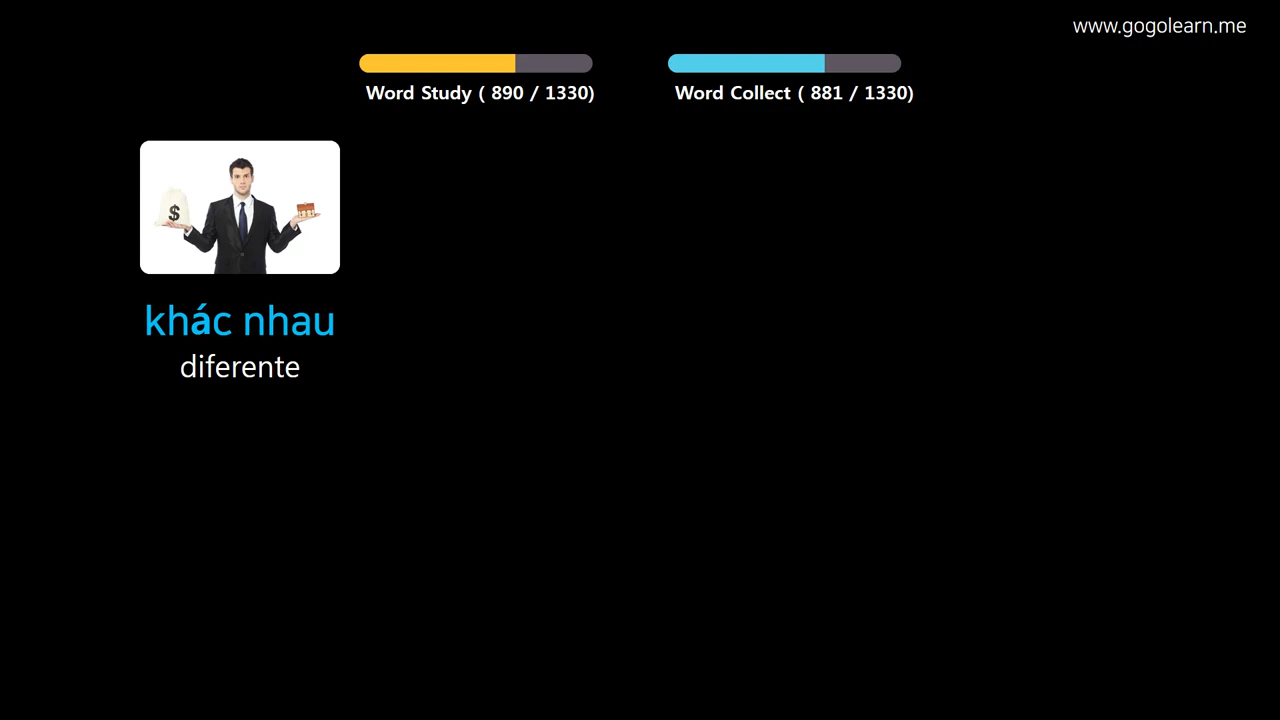 www.gogolearn.me
Word Study ( 890 / 1330)
Word Collect ( 881 / 1330)
$
khác nhau
diferente